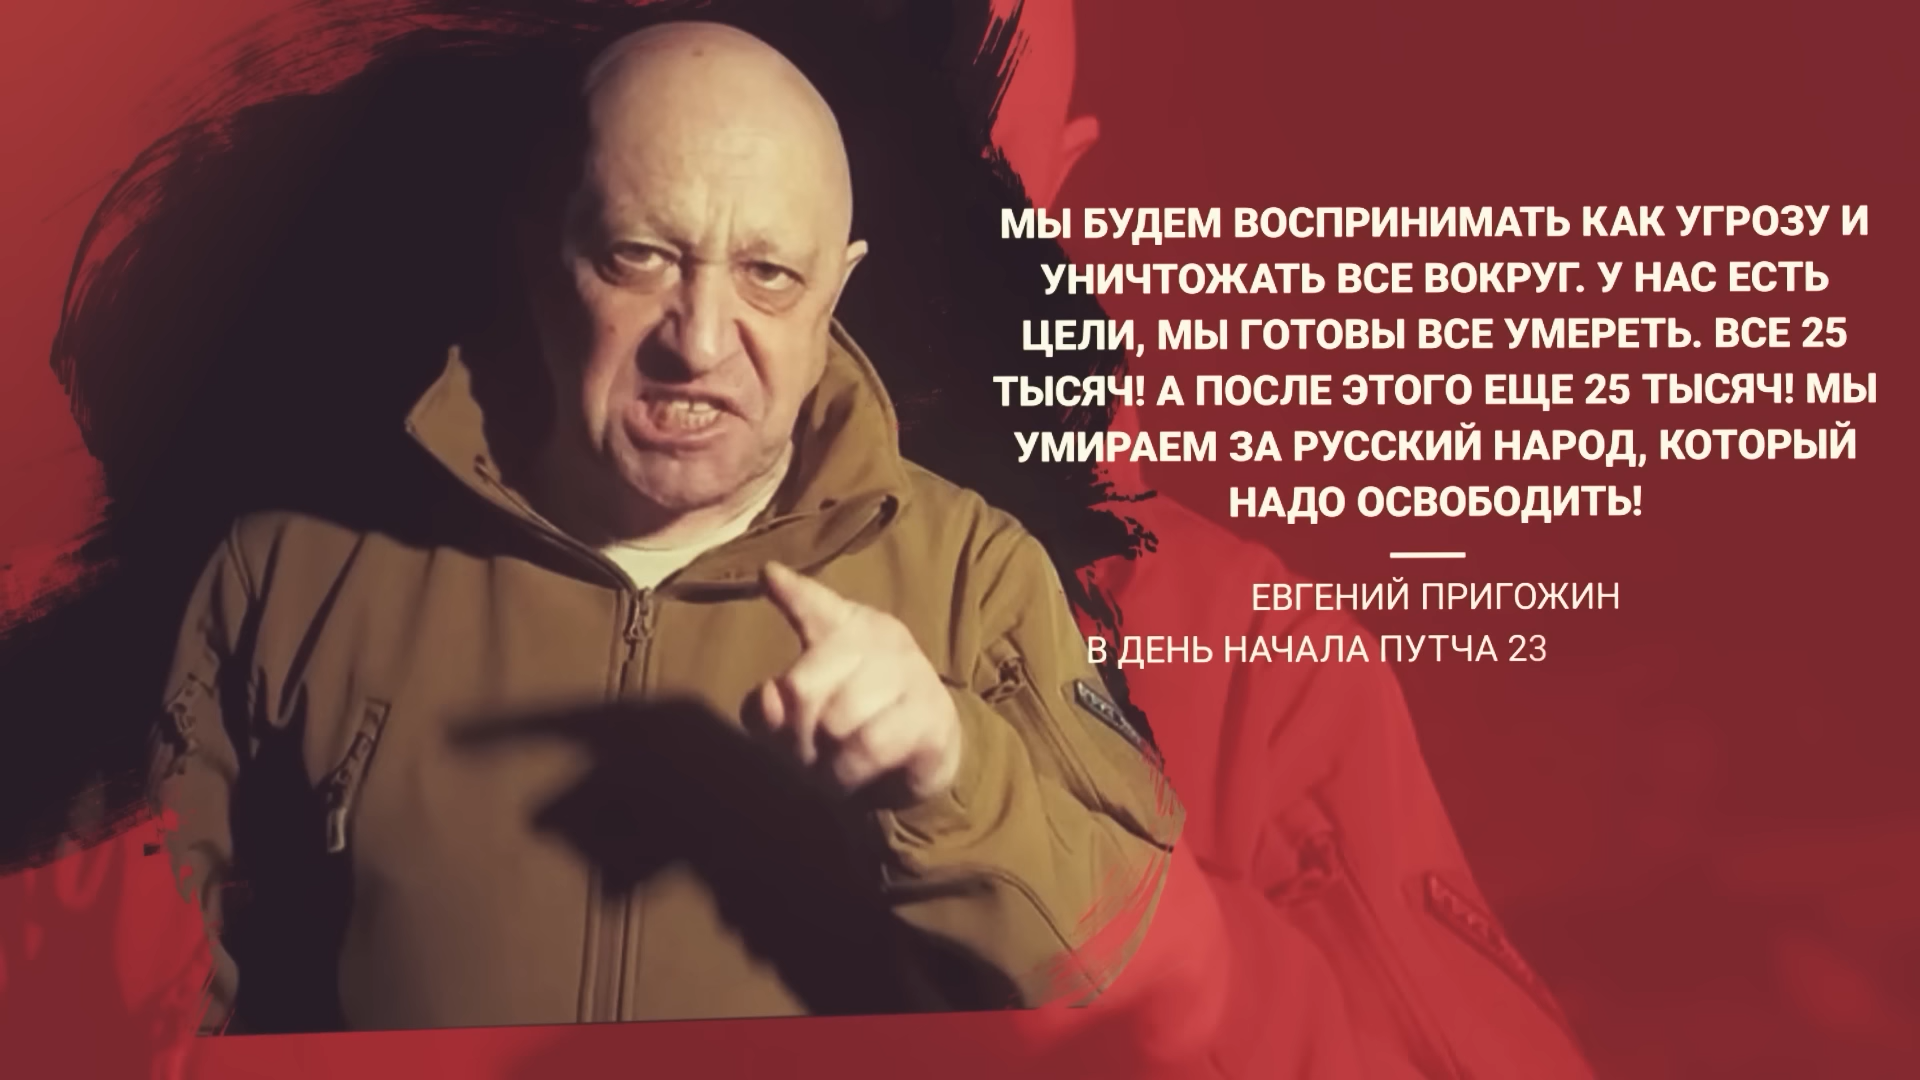 МЫ БУДЕМ ВОСПРИНИМАТЬ КАК УГРОЗУ И
УНИЧТОЖАТЬ ВСЕ ВОКРУГ. У НАС ЕСТЬ
ЦЕЛИ, МЫ ГОТОВЫ ВСЕ УМЕРЕТЬ. ВСЕ 25
ТЫСЯЧ! А ПОСЛЕ ЭТОГО ЕЩЕ 25 ТЫСЯЧ! МЫ
УМИРАЕМ ЗА РУССКИЙ НАРОД, КОТОРЫЙ
НАДО ОСВОБОДИТЬ!
ЕВГЕНИЙ ПРИГОЖИН
В ДЕНЬ НАЧАЛА ПУТЧА 23